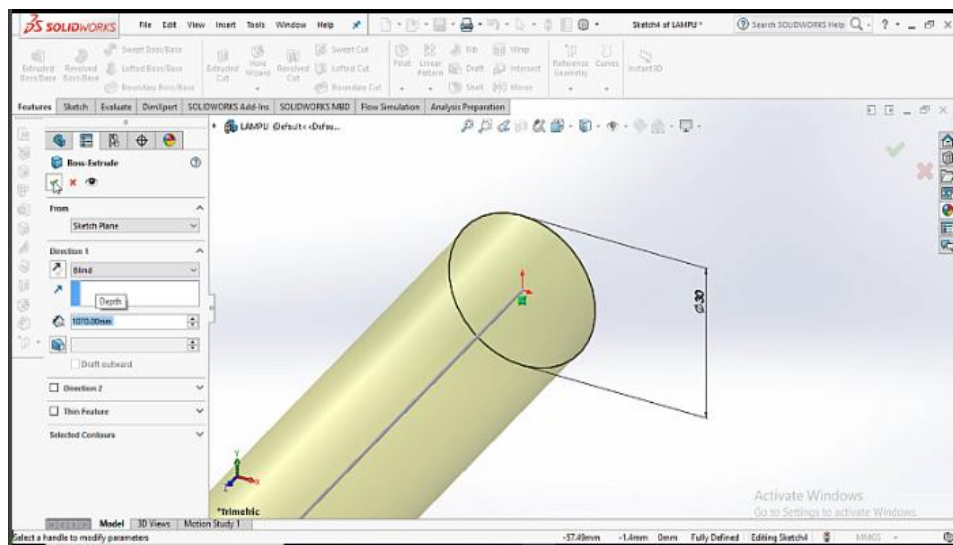 SOLIDWORKS File Edit View Insert Tools Window Help Sketch4 of LAMPU * Search SOLIDWORKS Help
Swept Boss/Base Swept Cut Rib Wrap
Extruded Boss/Base Revolved Boss/Base Lofted Boss/Base Extruded Cut Hole Wizard Revolved Cut Lofted Cut Fillet Linear Pattern Draft Intersect Reference Geometry Curves Instant3D
Boundary Boss/Base Boundary Cut Shell Mirror
Features Sketch Evaluate DimXpert SOLIDWORKS Add-Ins SOLIDWORKS MBD Flow Simulation Analysis Preparation
LAMPU (Default<<Defau...
Boss-Extrude
From
Sketch Plane
Direction 1
Blind
Depth
1070.00mm
Draft outward
Direction 2
Thin Feature
Selected Contours
Ø30
Y
X
Z
*Trimetric
Activate Windows
Go to Settings to activate Windows.
Model 3D Views Motion Study 1
Select a handle to modify parameters -57.49mm -1.4mm 0mm Fully Defined Editing Sketch4 MMGS